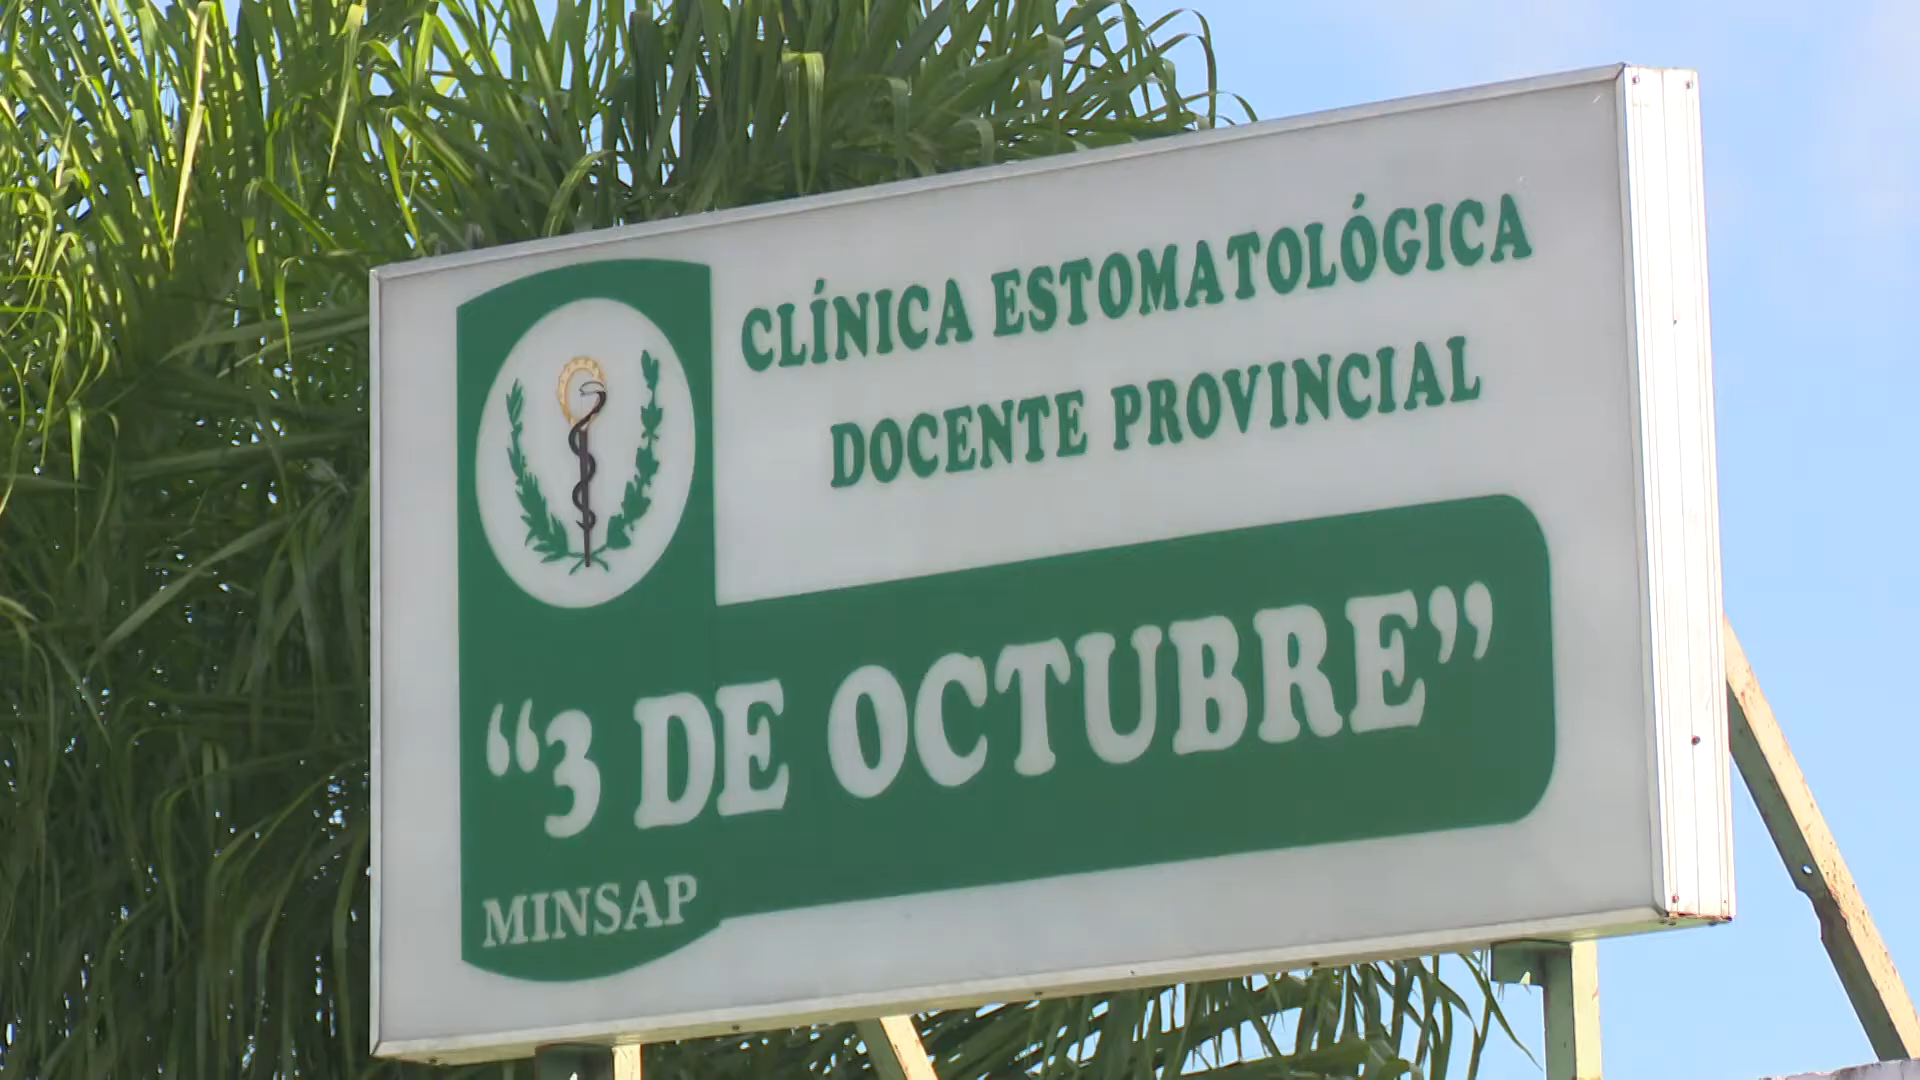 CLÍNICA ESTOMATOLÓGICA
DOCENTE PROVINCIAL
“3 DE OCTUBRE”
MINSAP